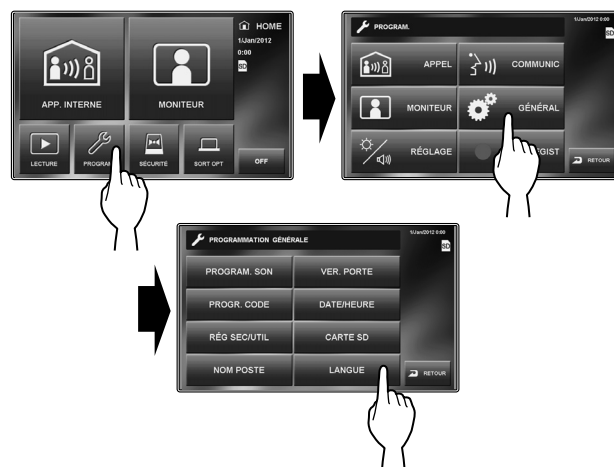 HOME
1/Jan/2012
0:00
SD
APP. INTERNE
MONITEUR
LECTURE
PROGRAM
SÉCURITÉ
SORT OPT
OFF
PROGRAM.
1/Jan/2012 0:00
SD
APPEL
COMMUNIC
MONITEUR
GÉNÉRAL
RÉGLAGE
GIST
RETOUR
PROGRAMMATION GÉNÉRALE
1/Jan/2012 0:00
SD
PROGRAM. SON
VER. PORTE
PROGR. CODE
DATE/HEURE
RÉG SEC/UTIL
CARTE SD
NOM POSTE
LANGUE
RETOUR